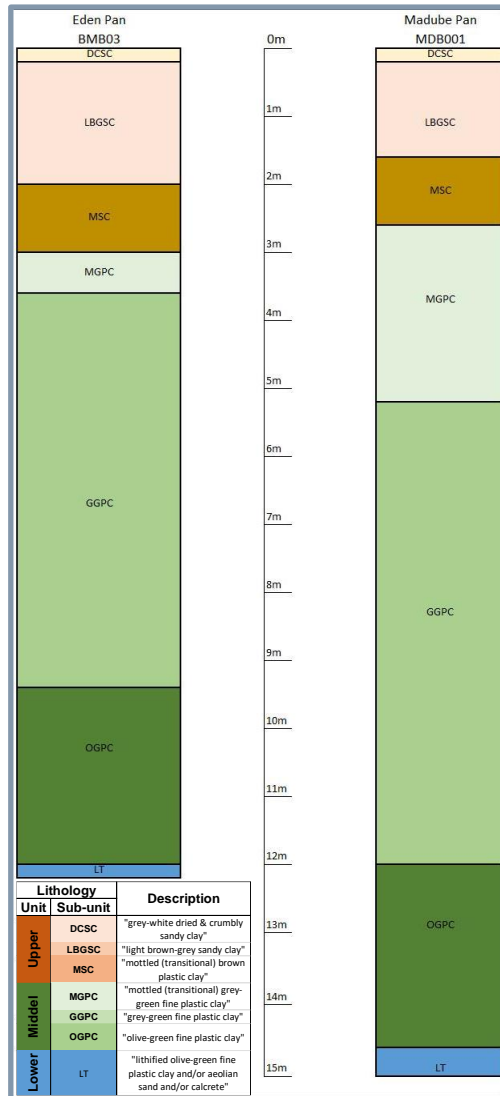 Eden Pan
BMB03
DCSC
LBGSC
MSC
MGPC
GGPC
OGPC
LT
0m
1m
2m
3m
4m
5m
6m
7m
8m
9m
10m
11m
12m
13m
14m
15m
Madube Pan
MDB001
DCSC
LBGSC
MSC
MGPC
GGPC
OGPC
LT
Lithology
Description
Unit Sub-unit
Upper
DCSC "grey-white dried & crumbly
sandy clay"
LBGSC "light brown-grey sandy clay"
MSC "mottled (transitional) brown
plastic clay"
Middel
MGPC "mottled (transitional) grey-
green fine plastic clay"
GGPC "grey-green fine plastic clay"
OGPC "olive-green fine plastic clay"
Lower
LT "lithified olive-green fine
plastic clay and/or aeolian
sand and/or calcrete"